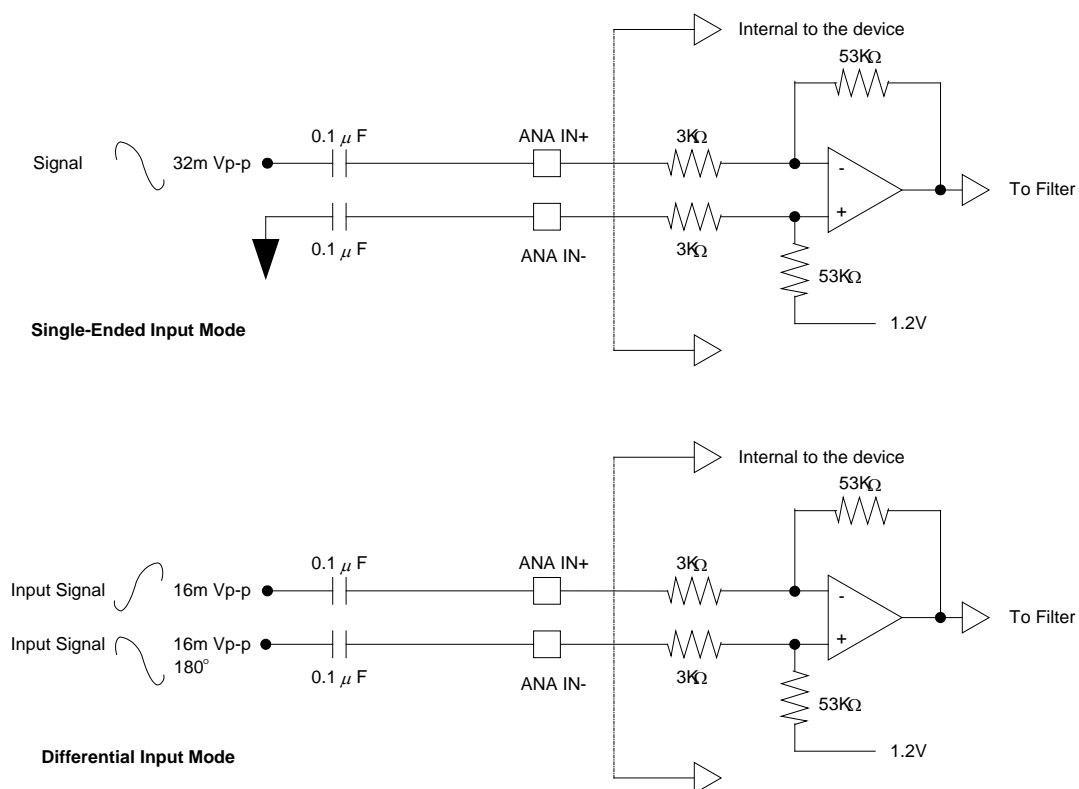 Internal to the device
53KΩ
0.1 μ F
ANA IN+
3KΩ
Signal
32m Vp-p
-
To Filter
+
0.1 μ F
ANA IN-
3KΩ
53KΩ
1.2V
Single-Ended Input Mode
Internal to the device
53KΩ
0.1 μ F
ANA IN+
3KΩ
Input Signal
16m Vp-p
-
To Filter
Input Signal
16m Vp-p
180°
+
0.1 μ F
ANA IN-
3KΩ
53KΩ
1.2V
Differential Input Mode